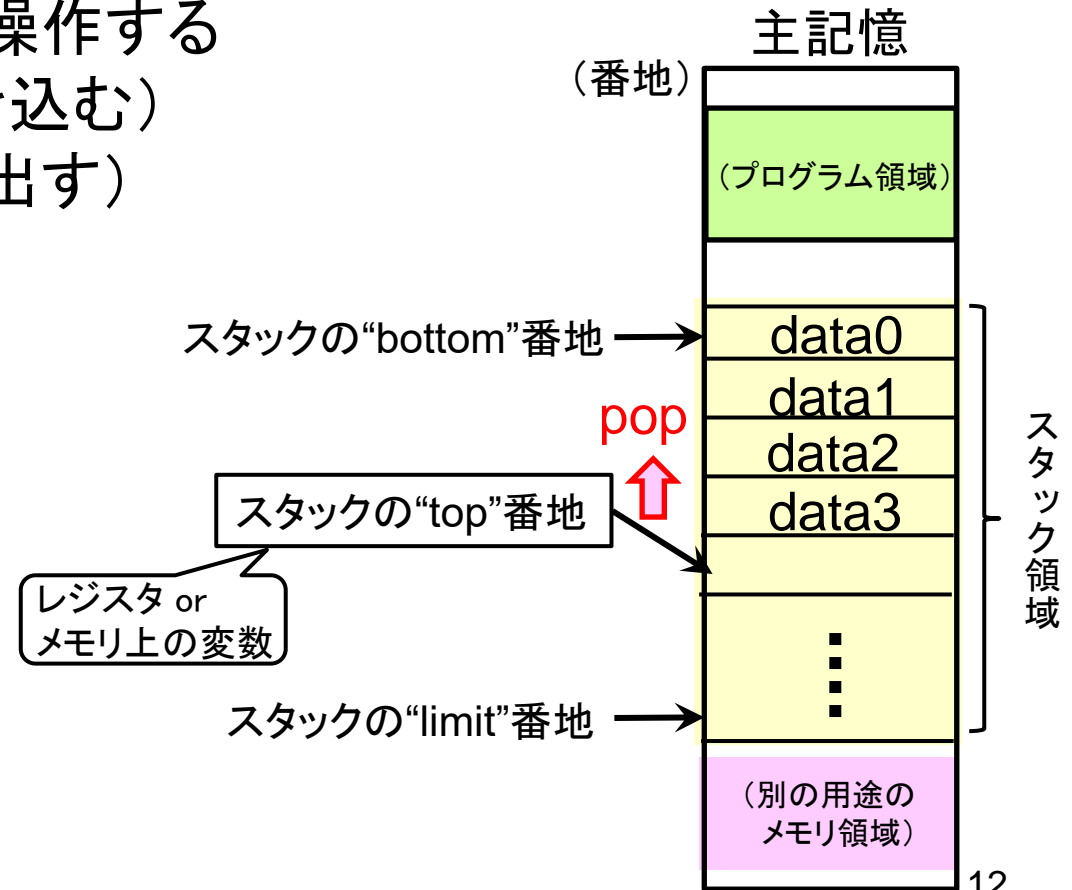 操作する
込む）
出す）
主記憶
（番地）
（プログラム領域）
スタックの“bottom”番地
data0
data1
pop
data2
スタックの“top”番地
data3
スタック領域
レジスタ or
メモリ上の変数
スタックの“limit”番地
（別の用途の
メモリ領域）
12